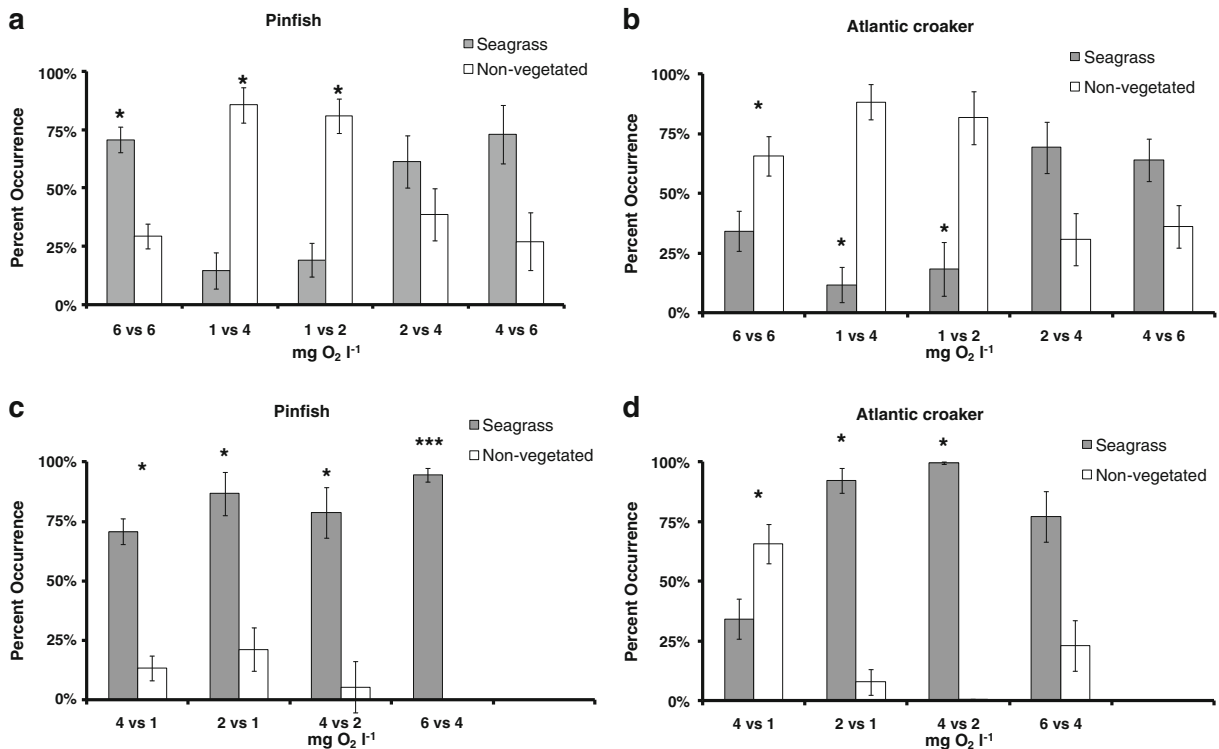 a
Pinfish
Seagrass
Non-vegetated
Percent Occurrence
100%
75%
50%
25%
0%
*
*
*
6 vs 6
1 vs 4
1 vs 2
2 vs 4
4 vs 6
mg O₂ l⁻¹
b
Atlantic croaker
Seagrass
Non-vegetated
Percent Occurrence
100%
75%
50%
25%
0%
*
*
*
6 vs 6
1 vs 4
1 vs 2
2 vs 4
4 vs 6
mg O₂ l⁻¹
c
Pinfish
Seagrass
Non-vegetated
Percent Occurrence
100%
75%
50%
25%
0%
*
*
*
***
4 vs 1
2 vs 1
4 vs 2
6 vs 4
mg O₂ l⁻¹
d
Atlantic croaker
Seagrass
Non-vegetated
Percent Occurrence
100%
75%
50%
25%
0%
*
*
*
4 vs 1
2 vs 1
4 vs 2
6 vs 4
mg O₂ l⁻¹